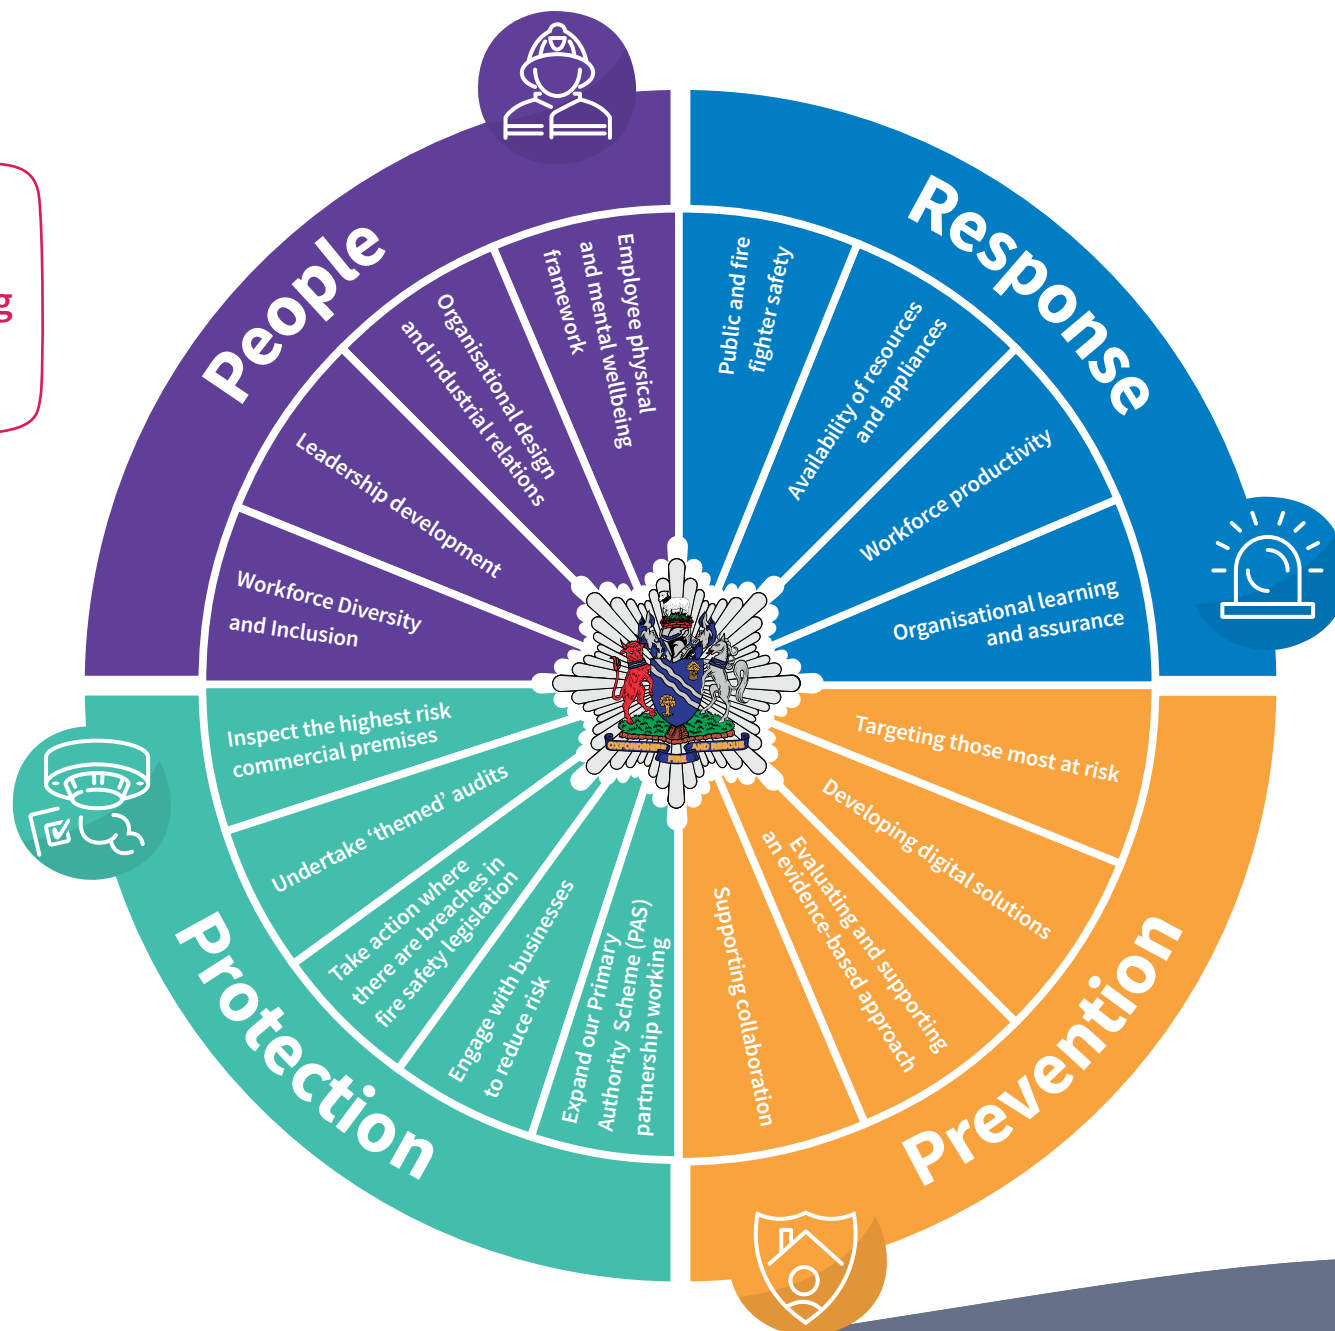 g
People
Employee physical
and mental wellbeing
framework
Organisational design
and industrial relations
Leadership development
Workforce Diversity
and Inclusion
Response
Public and fire
fighter safety
Availability of resources
and appliances
Workforce productivity
Organisational learning
and assurance
Prevention
Targeting those most at risk
Developing digital solutions
Evaluating and supporting
an evidence-based approach
Supporting collaboration
Protection
Inspect the highest risk
commercial premises
Undertake ‘themed’ audits
Take action where
there are breaches in
fire safety legislation
Engage with businesses
to reduce risk
Expand our Primary
Authority Scheme (PAS)
partnership working
OXFORDSHIRE
FIRE
AND RESCUE